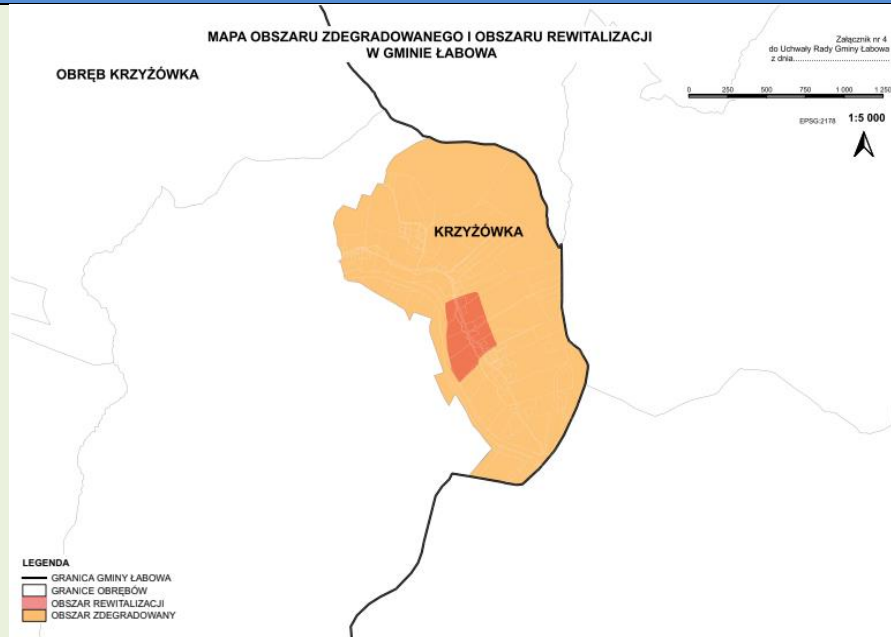 MAPA OBSZARU ZDEGRADOWANEGO I OBSZARU REWITALIZACJI
W GMINIE ŁABOWA
Załącznik nr 4
do Uchwały Rady Gminy Łabowa
z dnia
OBRĘB KRZYŻÓWKA
0 250 500 750 1 000 1 250
EPSG:2178 1:5 000
KRZYŻÓWKA
LEGENDA
GRANICA GMINY ŁABOWA
GRANICE OBRĘBÓW
OBSZAR REWITALIZACJI
OBSZAR ZDEGRADOWANY